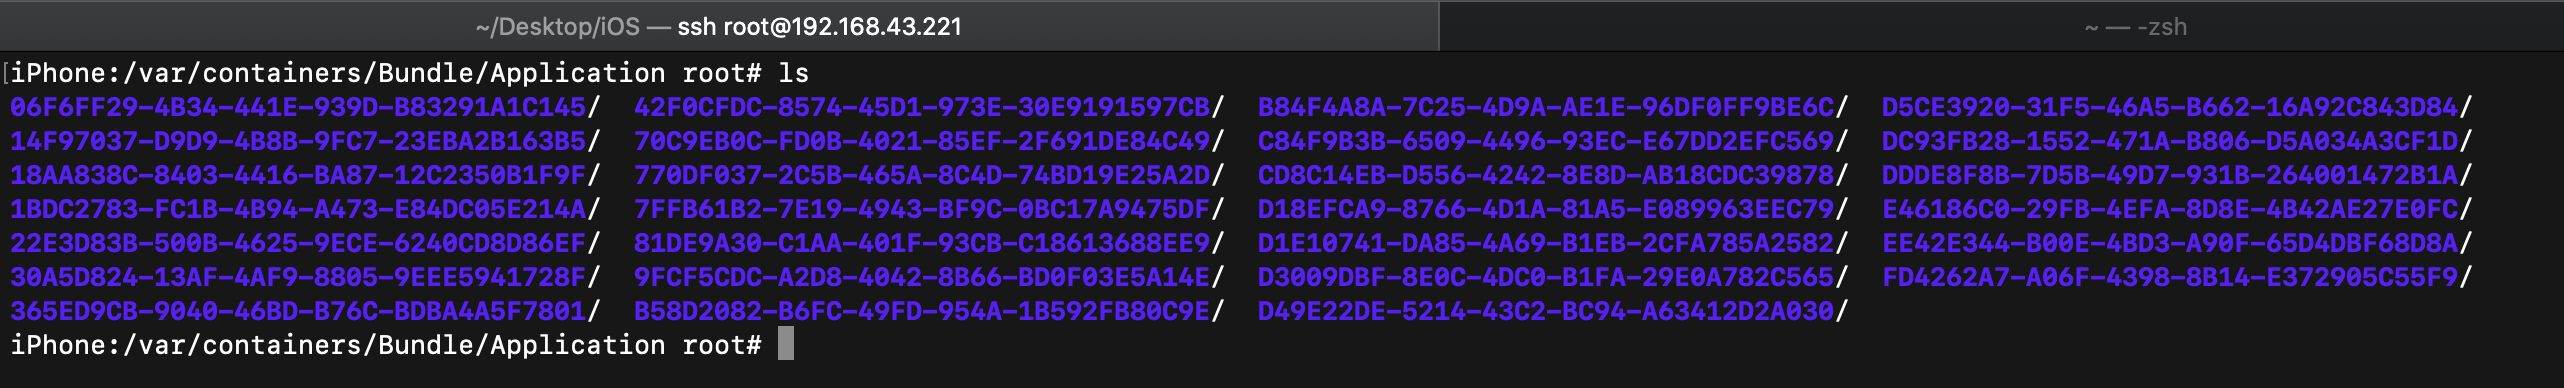 ~/Desktop/iOS — ssh root@192.168.43.221 ~ — -zsh
[iPhone:/var/containers/Bundle/Application root# ls
06F6FF29-4B34-441E-939D-B83291A1C145/ 42F0CFDC-8574-45D1-973E-30E9191597CB/ B84F4A8A-7C25-4D9A-AE1E-96DF0FF9BE6C/ D5CE3920-31F5-46A5-B662-16A92C843D84/
14F97037-D9D9-4B8B-9FC7-23EBA2B163B5/ 70C9EB0C-FD0B-4021-85EF-2F691DE84C49/ C84F9B3B-6509-4496-93EC-E67DD2EFC569/ DC93FB28-1552-471A-B806-D5A034A3CF1D/
18AA838C-8403-4416-BA87-12C2350B1F9F/ 770DF037-2C5B-465A-8C4D-74BD19E25A2D/ CD8C14EB-D556-4242-8E8D-AB18CDC39878/ DDDE8F8B-7D5B-49D7-931B-264001472B1A/
1BDC2783-FC1B-4B94-A473-E84DC05E214A/ 7FFB61B2-7E19-4943-BF9C-0BC17A9475DF/ D18EFCA9-8766-4D1A-81A5-E089963EEC79/ E46186C0-29FB-4EFA-8D8E-4B42AE27E0FC/
22E3D83B-500B-4625-9ECE-6240CD8D86EF/ 81DE9A30-C1AA-401F-93CB-C18613688EE9/ D1E10741-DA85-4A69-B1EB-2CFA785A2582/ EE42E344-B00E-4BD3-A90F-65D4DBF68D8A/
30A5D824-13AF-4AF9-8805-9EEE5941728F/ 9FCF5CDC-A2D8-4042-8B66-BD0F03E5A14E/ D3009DBF-8E0C-4DC0-B1FA-29E0A782C565/ FD4262A7-A06F-4398-8B14-E372905C55F9/
365ED9CB-9040-46BD-B76C-BDBA4A5F7801/ B58D2082-B6FC-49FD-954A-1B592FB80C9E/ D49E22DE-5214-43C2-BC94-A63412D2A030/
iPhone:/var/containers/Bundle/Application root#